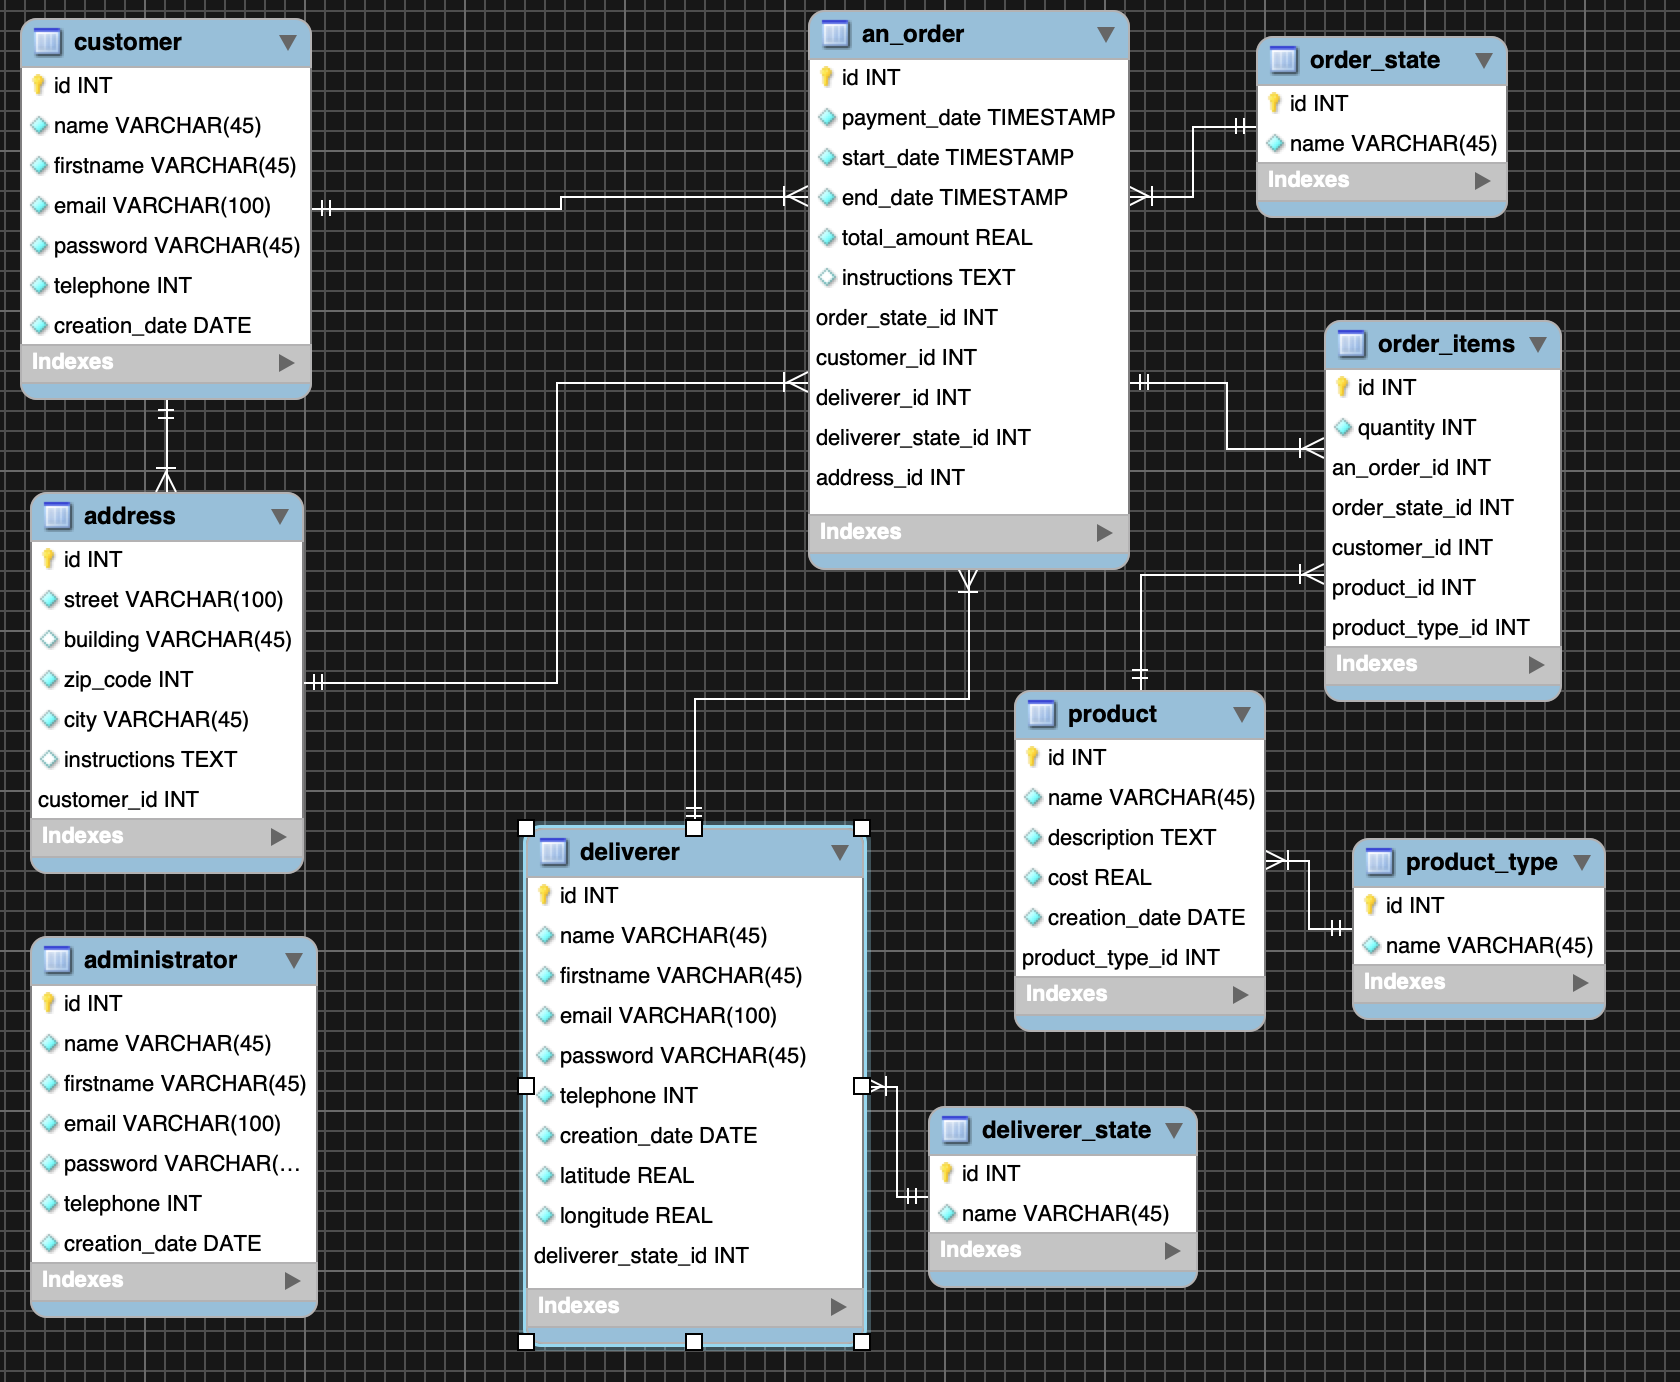 customer
id INT
name VARCHAR(45)
firstname VARCHAR(45)
email VARCHAR(100)
password VARCHAR(45)
telephone INT
creation_date DATE
Indexes
an_order
id INT
payment_date TIMESTAMP
start_date TIMESTAMP
end_date TIMESTAMP
total_amount REAL
instructions TEXT
order_state_id INT
customer_id INT
deliverer_id INT
deliverer_state_id INT
address_id INT
Indexes
order_state
id INT
name VARCHAR(45)
Indexes
order_items
id INT
quantity INT
an_order_id INT
order_state_id INT
customer_id INT
product_id INT
product_type_id INT
Indexes
address
id INT
street VARCHAR(100)
building VARCHAR(45)
zip_code INT
city VARCHAR(45)
instructions TEXT
customer_id INT
Indexes
product
id INT
name VARCHAR(45)
description TEXT
cost REAL
creation_date DATE
product_type_id INT
Indexes
product_type
id INT
name VARCHAR(45)
Indexes
deliverer
id INT
name VARCHAR(45)
firstname VARCHAR(45)
email VARCHAR(100)
password VARCHAR(45)
telephone INT
creation_date DATE
latitude REAL
longitude REAL
deliverer_state_id INT
Indexes
administrator
id INT
name VARCHAR(45)
firstname VARCHAR(45)
email VARCHAR(100)
password VARCHAR(...
telephone INT
creation_date DATE
Indexes
deliverer_state
id INT
name VARCHAR(45)
Indexes